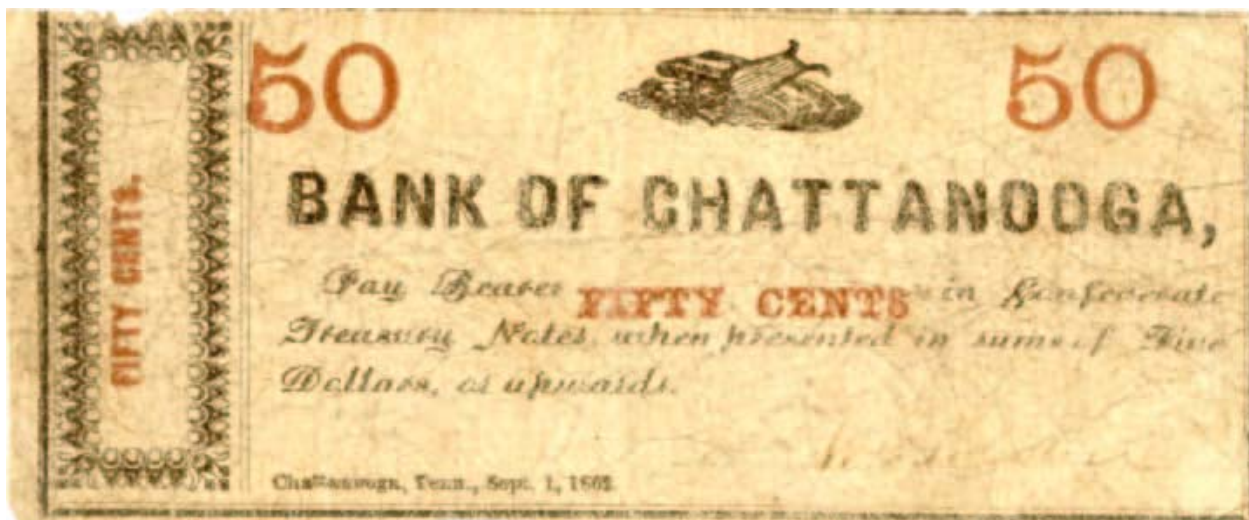 50 50
BANK OF CHATTANOOGA,
FIFTY CENTS.
Pay Bearer FIFTY CENTS in Confederate
Treasury Notes, when presented in sums of Five
Dollars, or upwards.
Chattanooga, Tenn., Sept. 1, 1862.